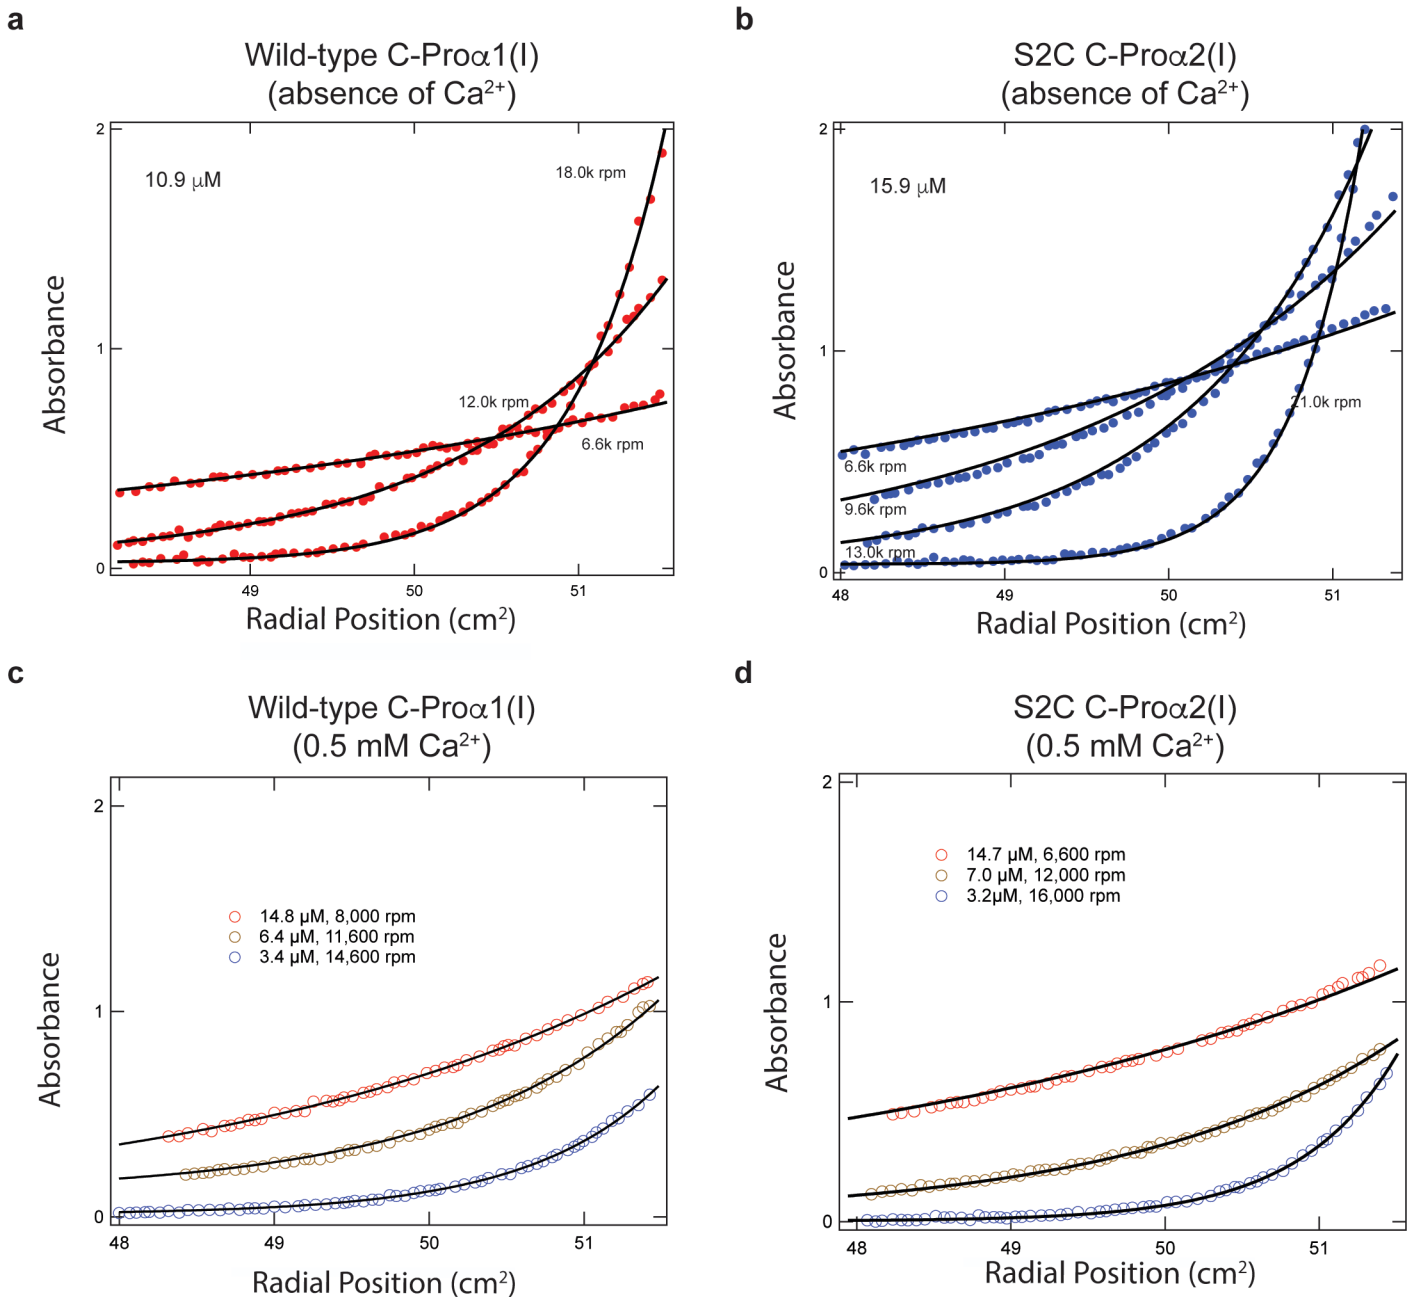 a
Wild-type C-Proα1(I)
(absence of Ca²⁺)
2
10.9 μM
18.0k rpm
Absorbance
1
12.0k rpm
6.6k rpm
0
49 50 51
Radial Position (cm²)
b
S2C C-Proα2(I)
(absence of Ca²⁺)
2
15.9 μM
Absorbance
1
21.0k rpm
6.6k rpm
9.6k rpm
13.0k rpm
0
48 49 50 51
Radial Position (cm²)
c
Wild-type C-Proα1(I)
(0.5 mM Ca²⁺)
2
14.8 μM, 8,000 rpm
6.4 μM, 11,600 rpm
3.4 μM, 14,600 rpm
Absorbance
1
0
48 49 50 51
Radial Position (cm²)
d
S2C C-Proα2(I)
(0.5 mM Ca²⁺)
2
14.7 μM, 6,600 rpm
7.0 μM, 12,000 rpm
3.2μM, 16,000 rpm
Absorbance
1
0
48 49 50 51
Radial Position (cm²)